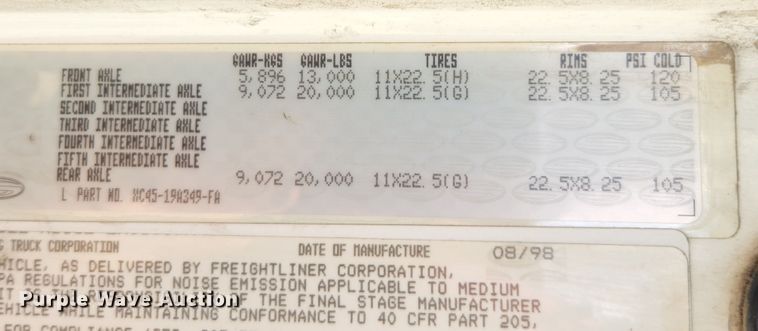 GAWR-KGS GAWR-LBS TIRES RIMS PSI COLD
FRONT AXLE 5,896 13,000 11X22.5(H) 22.5X8.25 120
FIRST INTERMEDIATE AXLE 9,072 20,000 11X22.5(G) 22.5X8.25 105
SECOND INTERMEDIATE AXLE
THIRD INTERMEDIATE AXLE
FOURTH INTERMEDIATE AXLE
FIFTH INTERMEDIATE AXLE
REAR AXLE 9,072 20,000 11X22.5(G) 22.5X8.25 105
L PART NO. XC45-19A349-FA
G TRUCK CORPORATION DATE OF MANUFACTURE 08/98
HICLE, AS DELIVERED BY FREIGHTLINER CORPORATION,
PA REGULATIONS FOR NOISE EMISSION APPLICABLE TO MEDIUM
OF THE FINAL STAGE MANUFACTURER
Purple Wave Auction
EHICLE WHILE MAINTAINING CONFORMANCE TO 40 CFR PART 205,